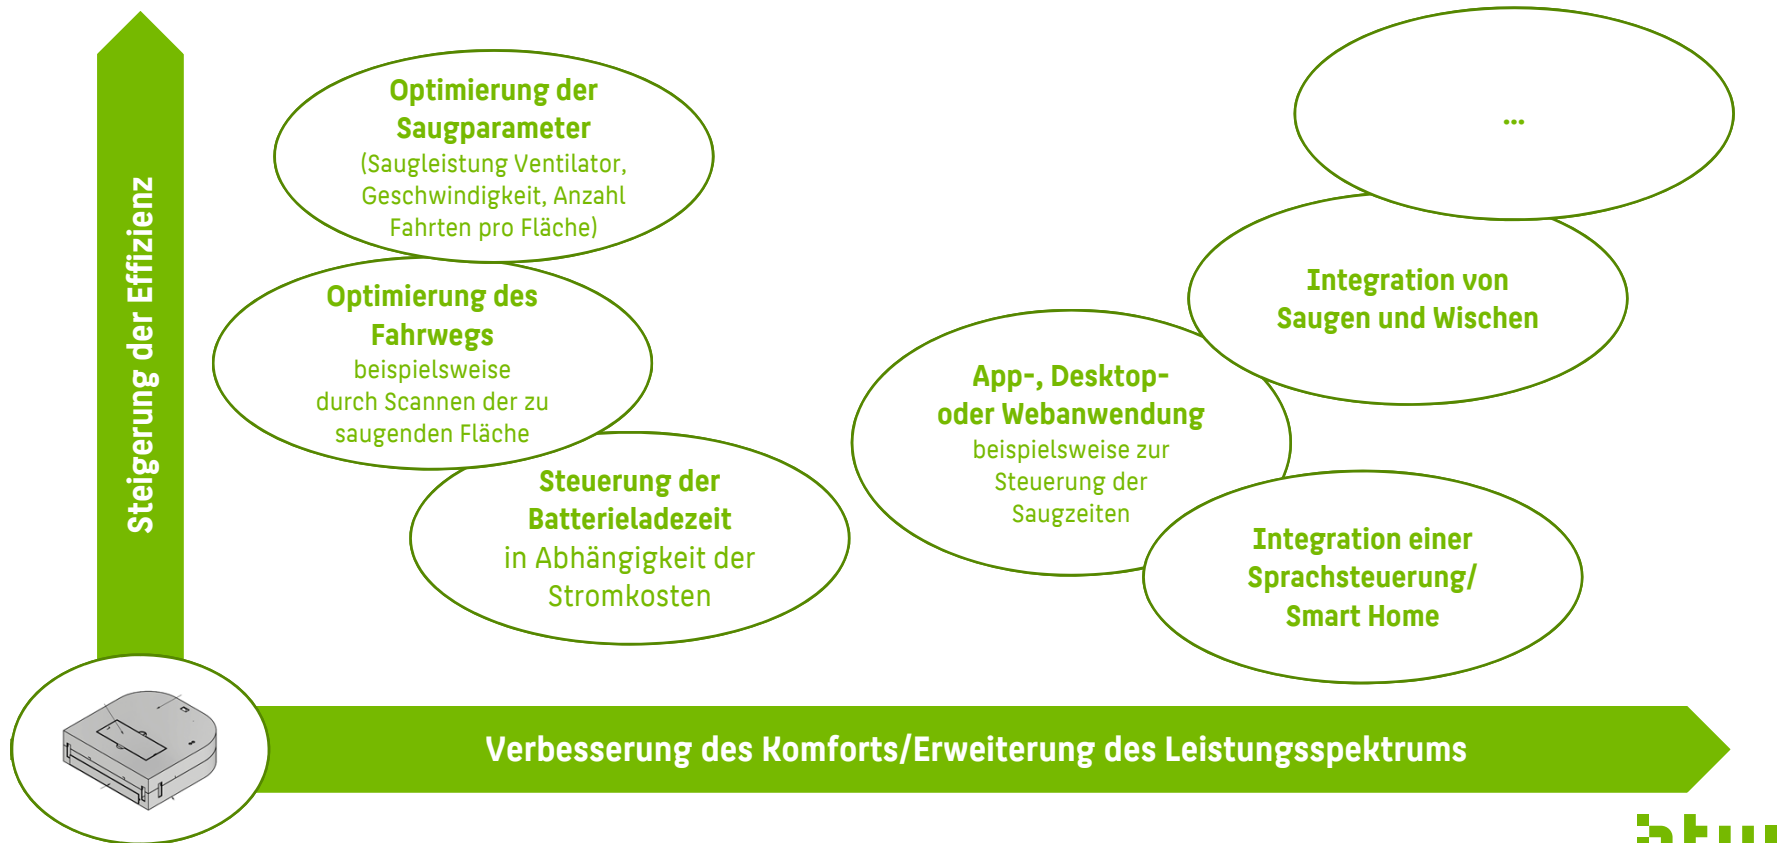 Steigerung der Effizienz
Optimierung der
Saugparameter
(Saugleistung Ventilator,
Geschwindigkeit, Anzahl
Fahrten pro Fläche)
Optimierung des
Fahrwegs
beispielsweise
durch Scannen der zu
saugenden Fläche
Steuerung der
Batterieladezeit
in Abhängigkeit der
Stromkosten
App-, Desktop-
oder Webanwendung
beispielsweise zur
Steuerung der
Saugzeiten
...
Integration von
Saugen und Wischen
Integration einer
Sprachsteuerung/
Smart Home
Verbesserung des Komforts/Erweiterung des Leistungsspektrums